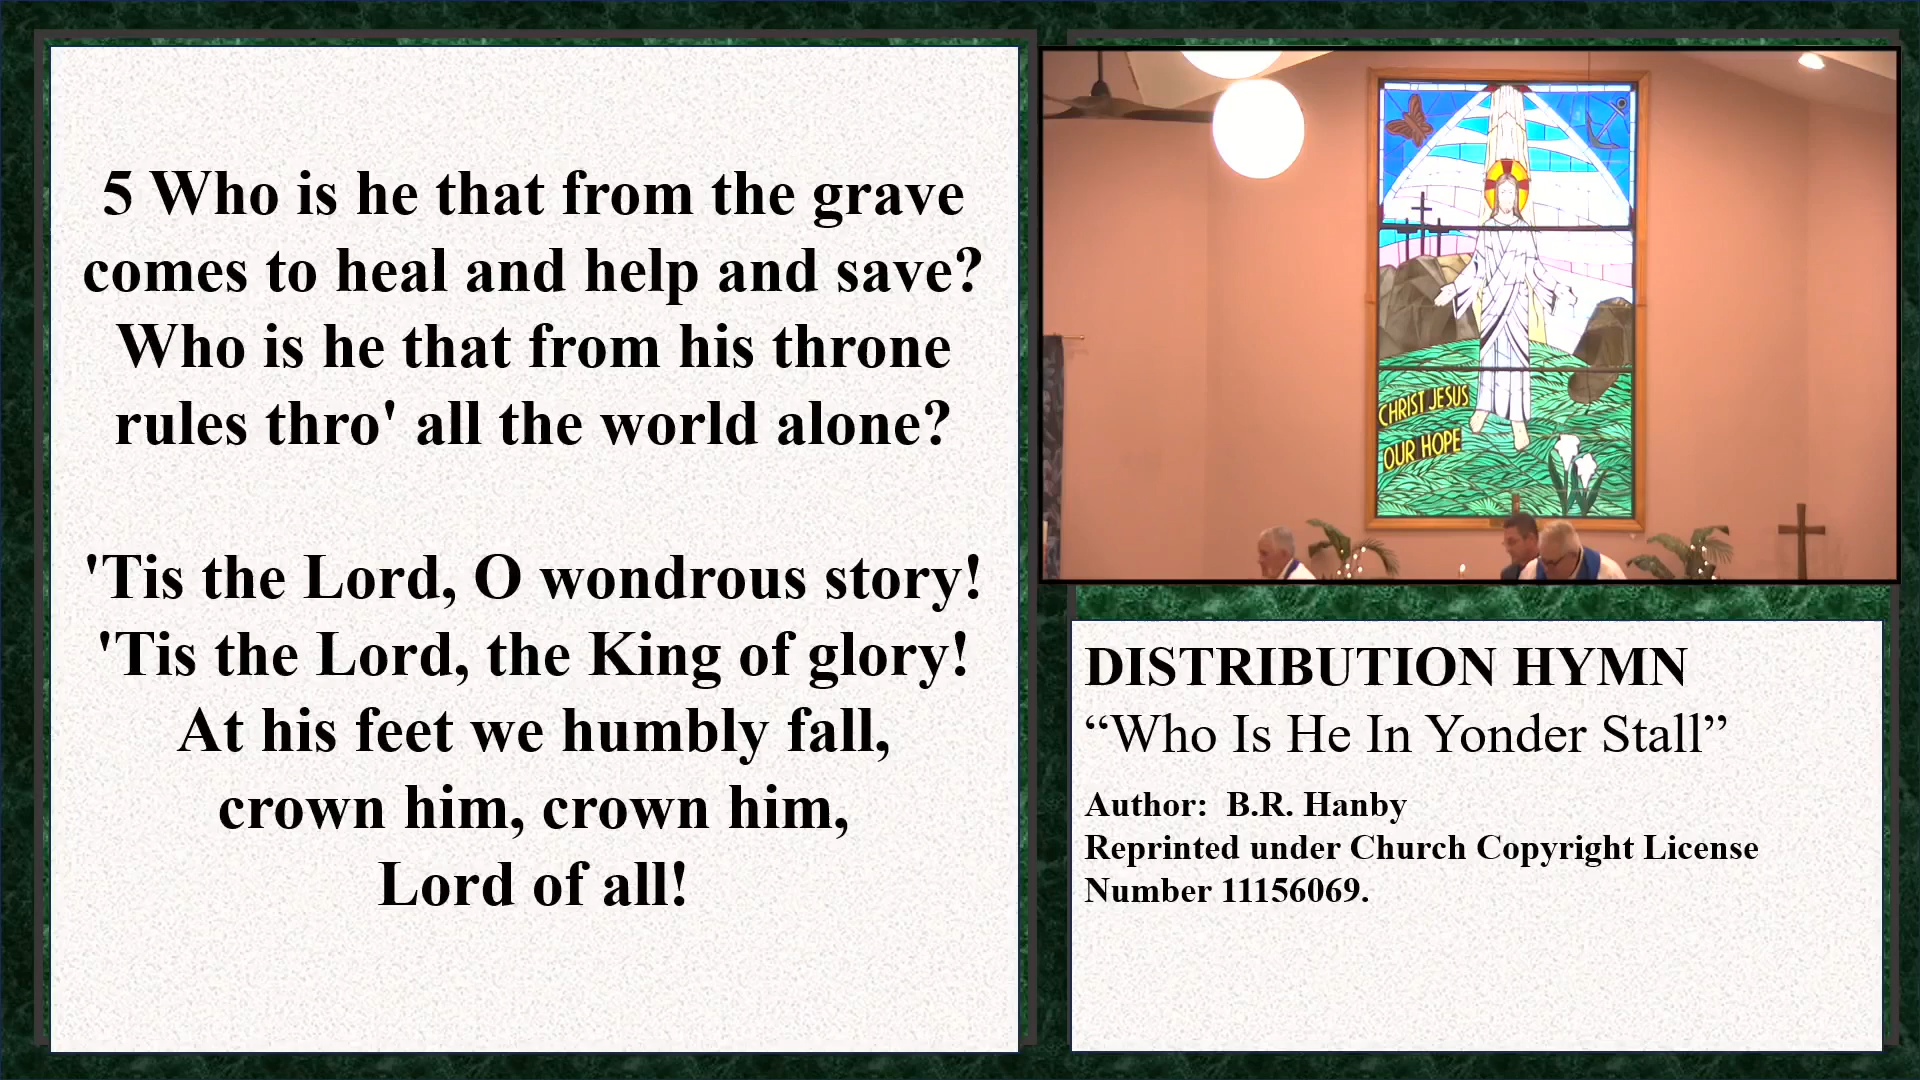 5 Who is he that from the grave
comes to heal and help and save?
Who is he that from his throne
rules thro' all the world alone?
'Tis the Lord, O wondrous story!
'Tis the Lord, the King of glory!
At his feet we humbly fall,
crown him, crown him,
Lord of all!
CHRIST JESUS
OUR HOPE
DISTRIBUTION HYMN
“Who Is He In Yonder Stall”
Author:  B.R. Hanby
Reprinted under Church Copyright License
Number 11156069.